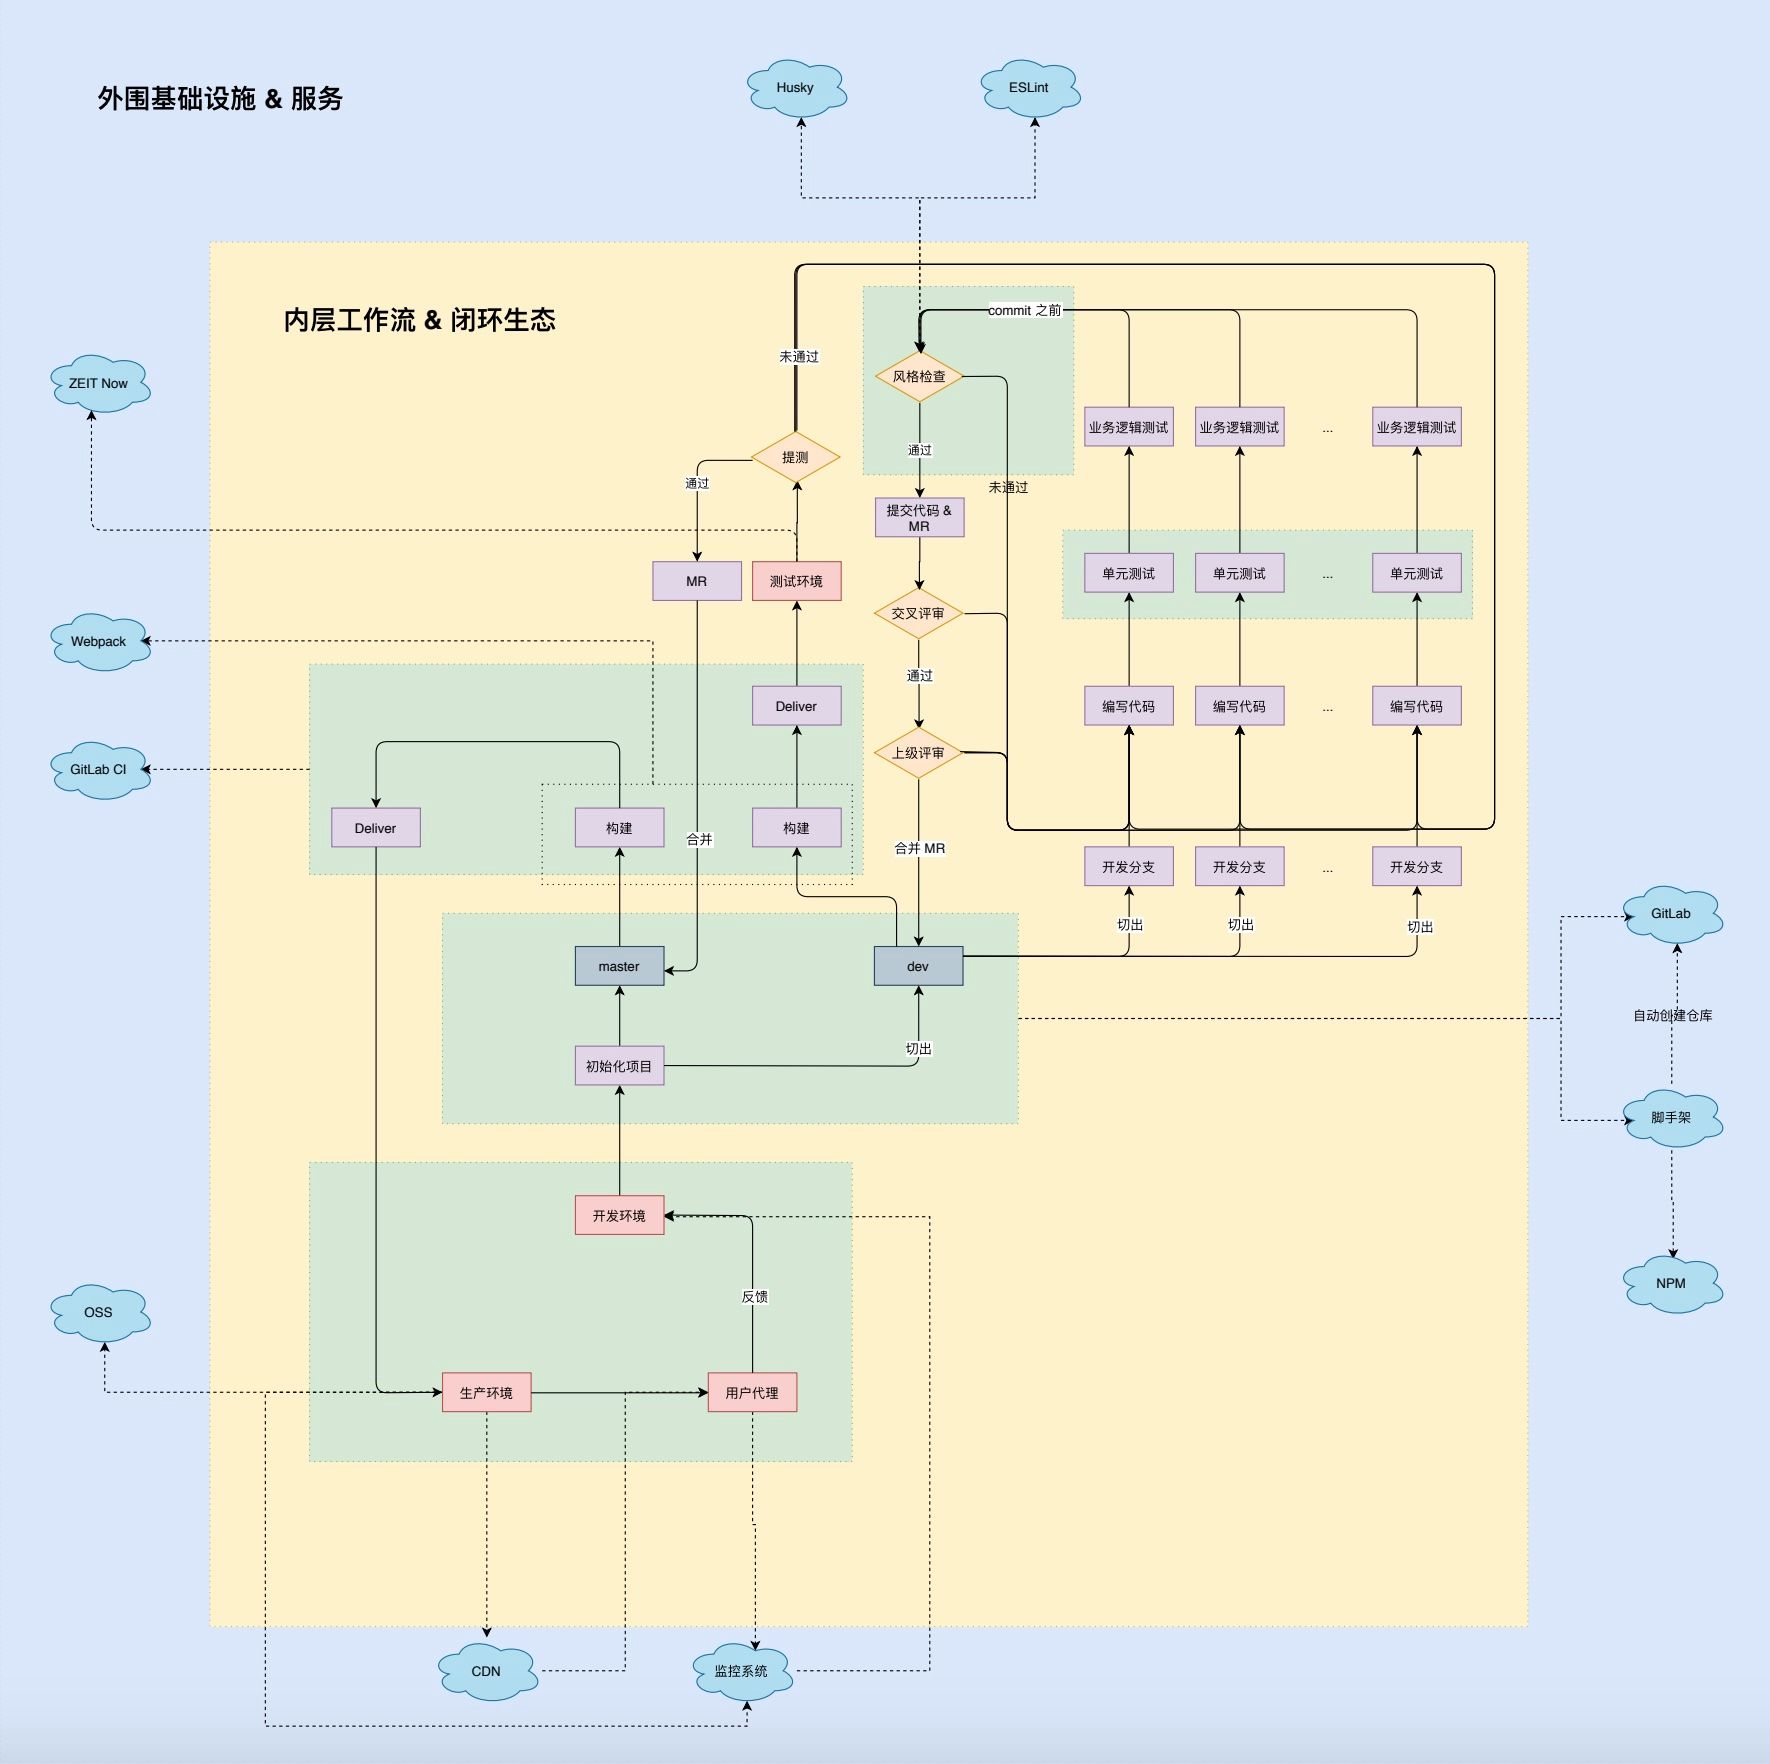 外围基础设施 & 服务
Husky
ESLint
内层工作流 & 闭环生态
commit 之前
未通过
风格检查
ZEIT Now
业务逻辑测试
业务逻辑测试
...
业务逻辑测试
提测
通过
通过
未通过
提交代码 &
MR
MR
测试环境
单元测试
单元测试
...
单元测试
交叉评审
Webpack
通过
Deliver
编写代码
编写代码
...
编写代码
上级评审
GitLab CI
Deliver
构建
合并
构建
合并 MR
开发分支
开发分支
...
开发分支
切出
切出
切出
GitLab
master
dev
自动创建仓库
切出
初始化项目
脚手架
开发环境
反馈
NPM
OSS
生产环境
用户代理
CDN
监控系统